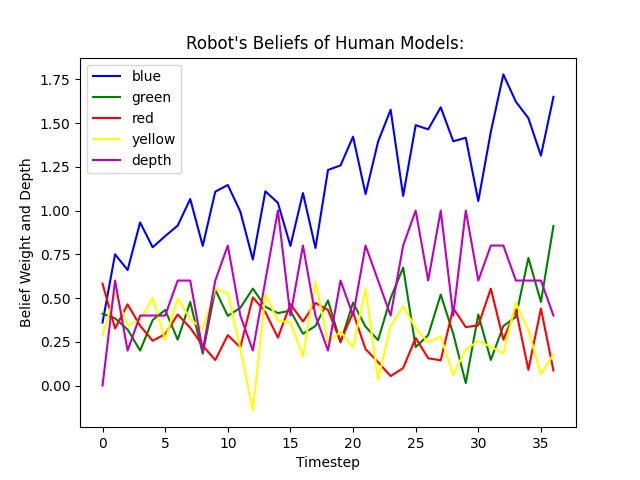 Robot's Beliefs of Human Models:
blue
green
red
yellow
depth
Belief Weight and Depth
1.75
1.50
1.25
1.00
0.75
0.50
0.25
0.00
0 5 10 15 20 25 30 35
Timestep